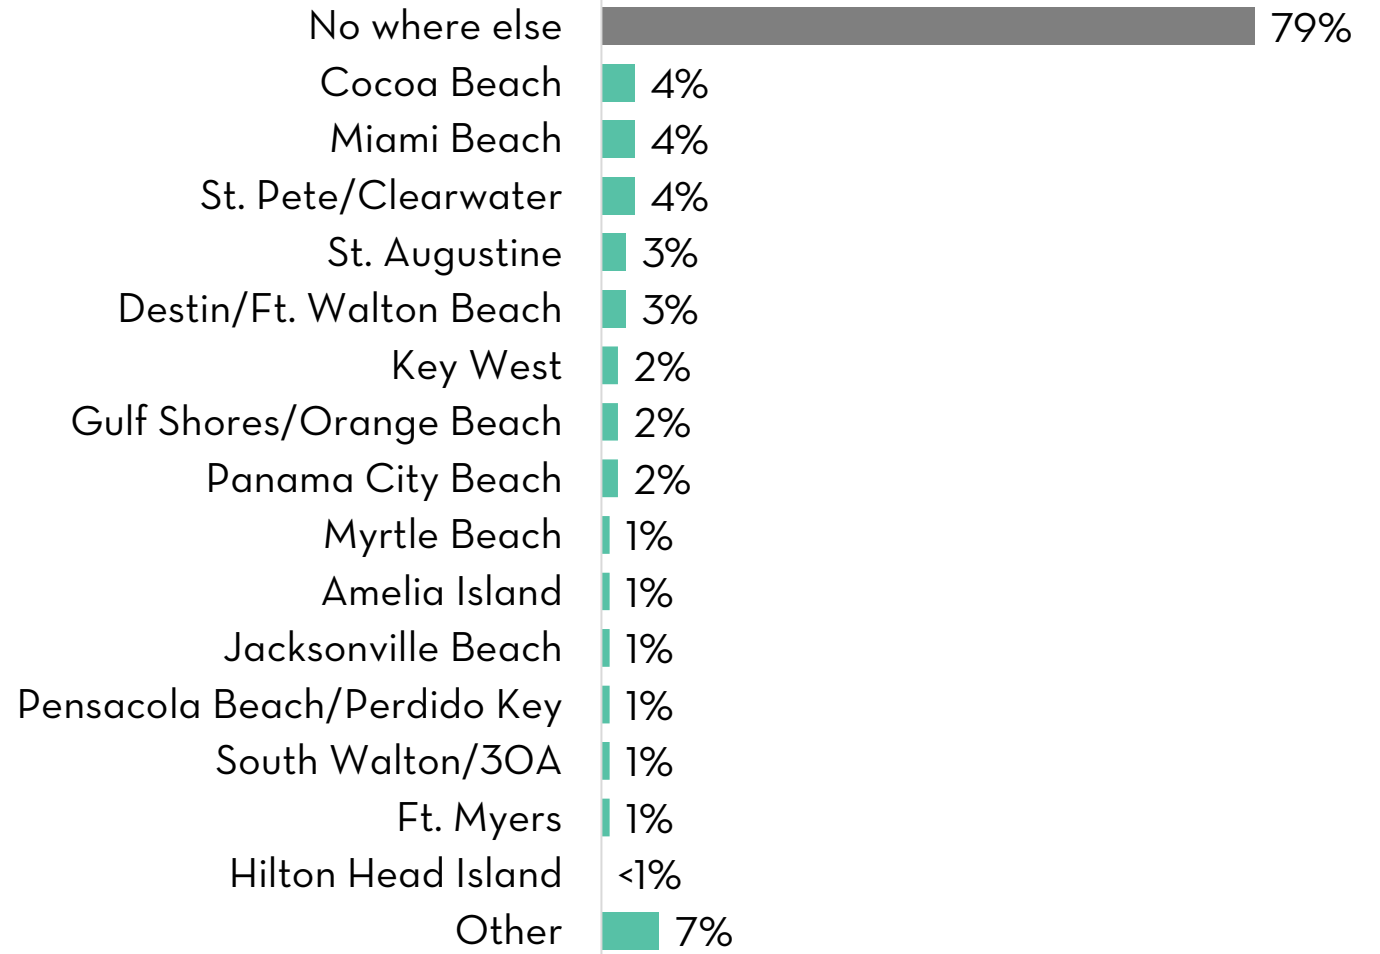 No where else 79%
Cocoa Beach 4%
Miami Beach 4%
St. Pete/Clearwater 4%
St. Augustine 3%
Destin/Ft. Walton Beach 3%
Key West 2%
Gulf Shores/Orange Beach 2%
Panama City Beach 2%
Myrtle Beach 1%
Amelia Island 1%
Jacksonville Beach 1%
Pensacola Beach/Perdido Key 1%
South Walton/30A 1%
Ft. Myers 1%
Hilton Head Island <1%
Other 7%